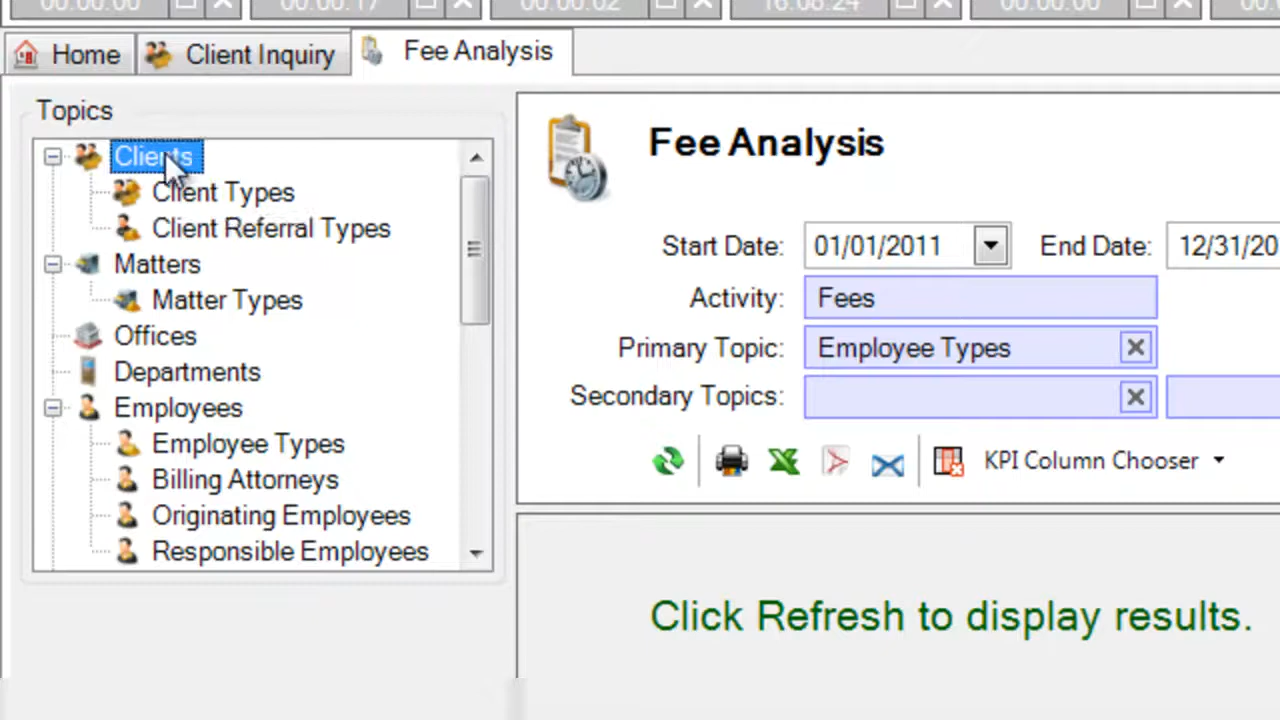 00:00:00 00:00:17 00:00:02 16:08:24 00:00:00
Home Client Inquiry Fee Analysis
Topics
Clients
Client Types
Client Referral Types
Matters
Matter Types
Offices
Departments
Employees
Employee Types
Billing Attorneys
Originating Employees
Responsible Employees
Fee Analysis
Start Date: 01/01/2011 End Date: 12/31/20
Activity: Fees
Primary Topic: Employee Types
Secondary Topics:
KPI Column Chooser
Click Refresh to display results.